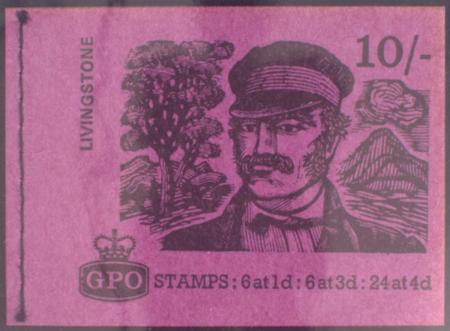 LIVINGSTONE
10/-
GPO
STAMPS: 6at1d: 6at3d: 24at4d